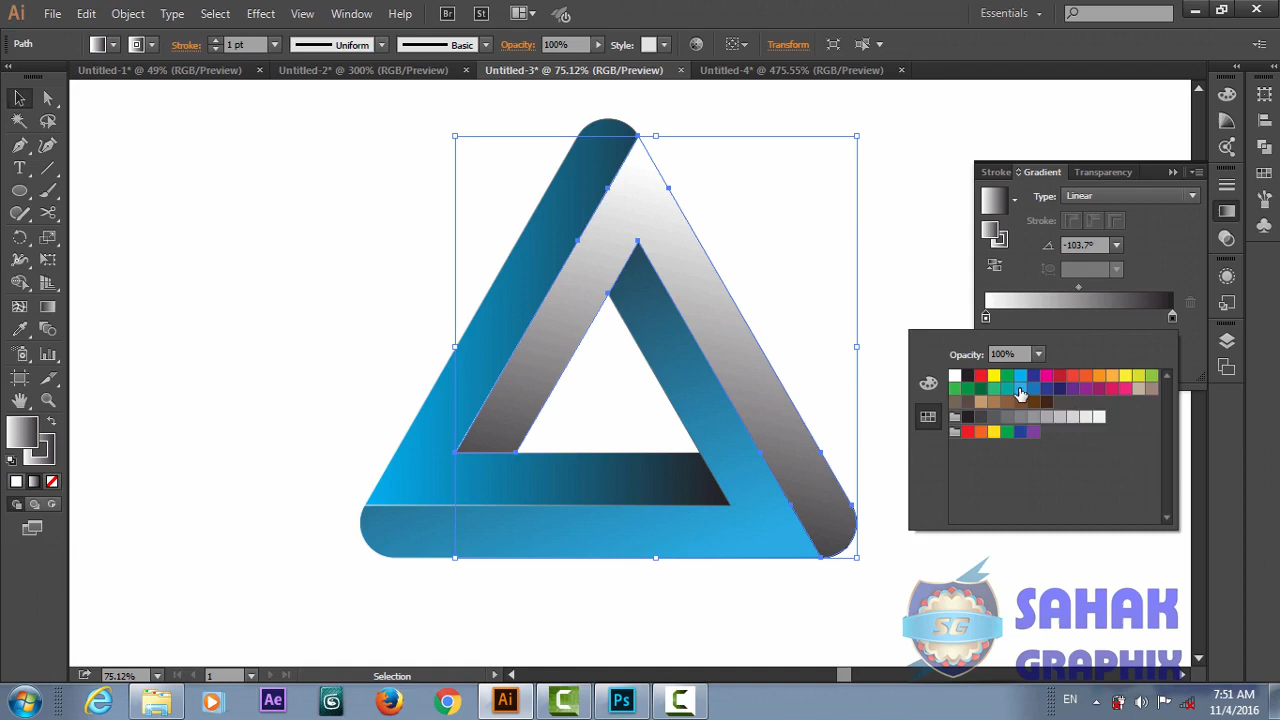 Ai File Edit Object Type Select Effect View Window Help Br St Essentials
Path Stroke: 1 pt Uniform Basic Opacity: 100% Style: Transform
Untitled-1* @ 49% (RGB/Preview) × Untitled-2* @ 300% (RGB/Preview) × Untitled-3* @ 75.12% (RGB/Preview) × Untitled-4* @ 475.55% (RGB/Preview) ×
Stroke Gradient Transparency
Type: Linear
Stroke:
-103.7°
Opacity: 100%
SG
SAHAK
GRAPHIX
75.12% 1 Selection
Ae Ai Ps EN 7:51 AM
11/4/2016